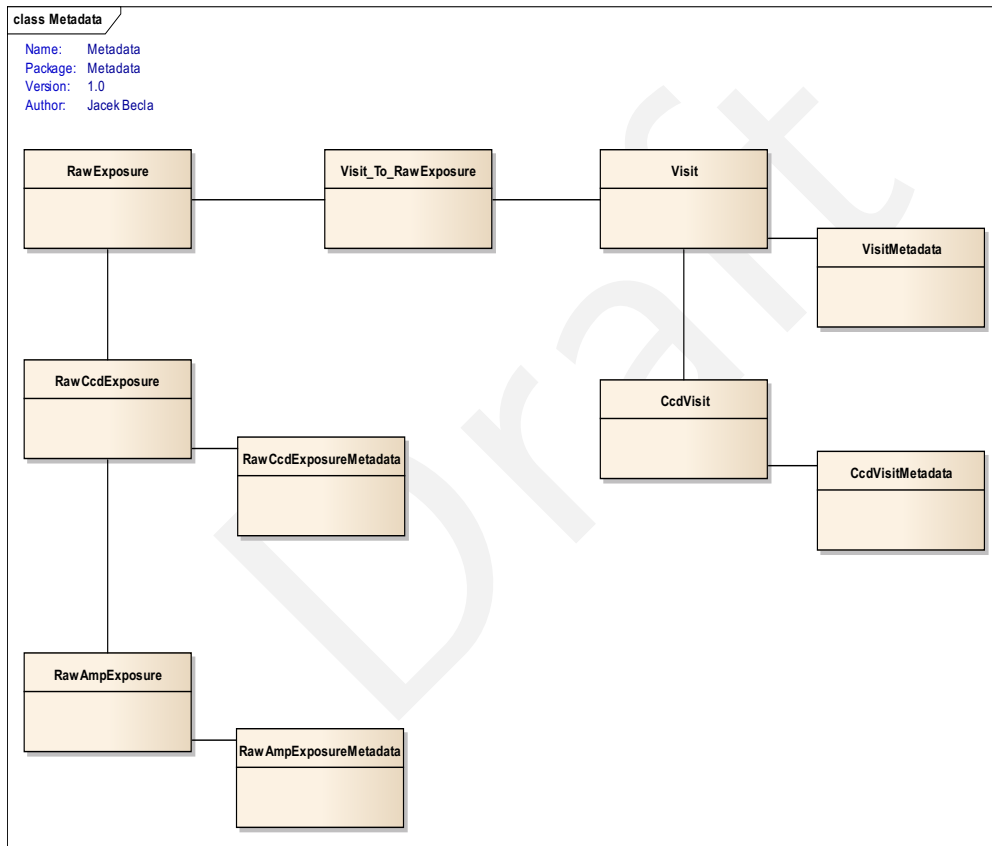 class Metadata
Name: Metadata
Package: Metadata
Version: 1.0
Author: Jacek Becla
RawExposure
Visit_To_RawExposure
Visit
VisitMetadata
RawCcdExposure
CcdVisit
RawCcdExposureMetadata
CcdVisitMetadata
RawAmpExposure
RawAmpExposureMetadata
Draft